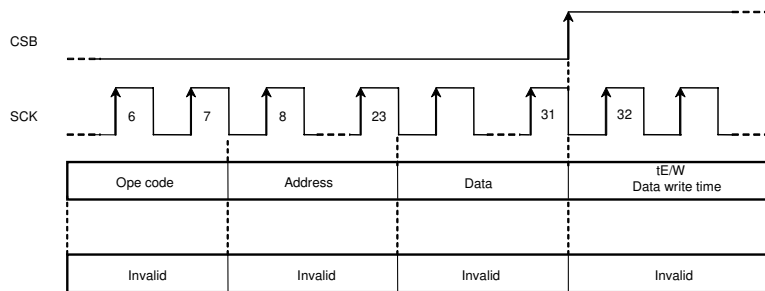 CSB
SCK
6 7 8 23 31 32
Ope code Address Data tE/W
Data write time
Invalid Invalid Invalid Invalid